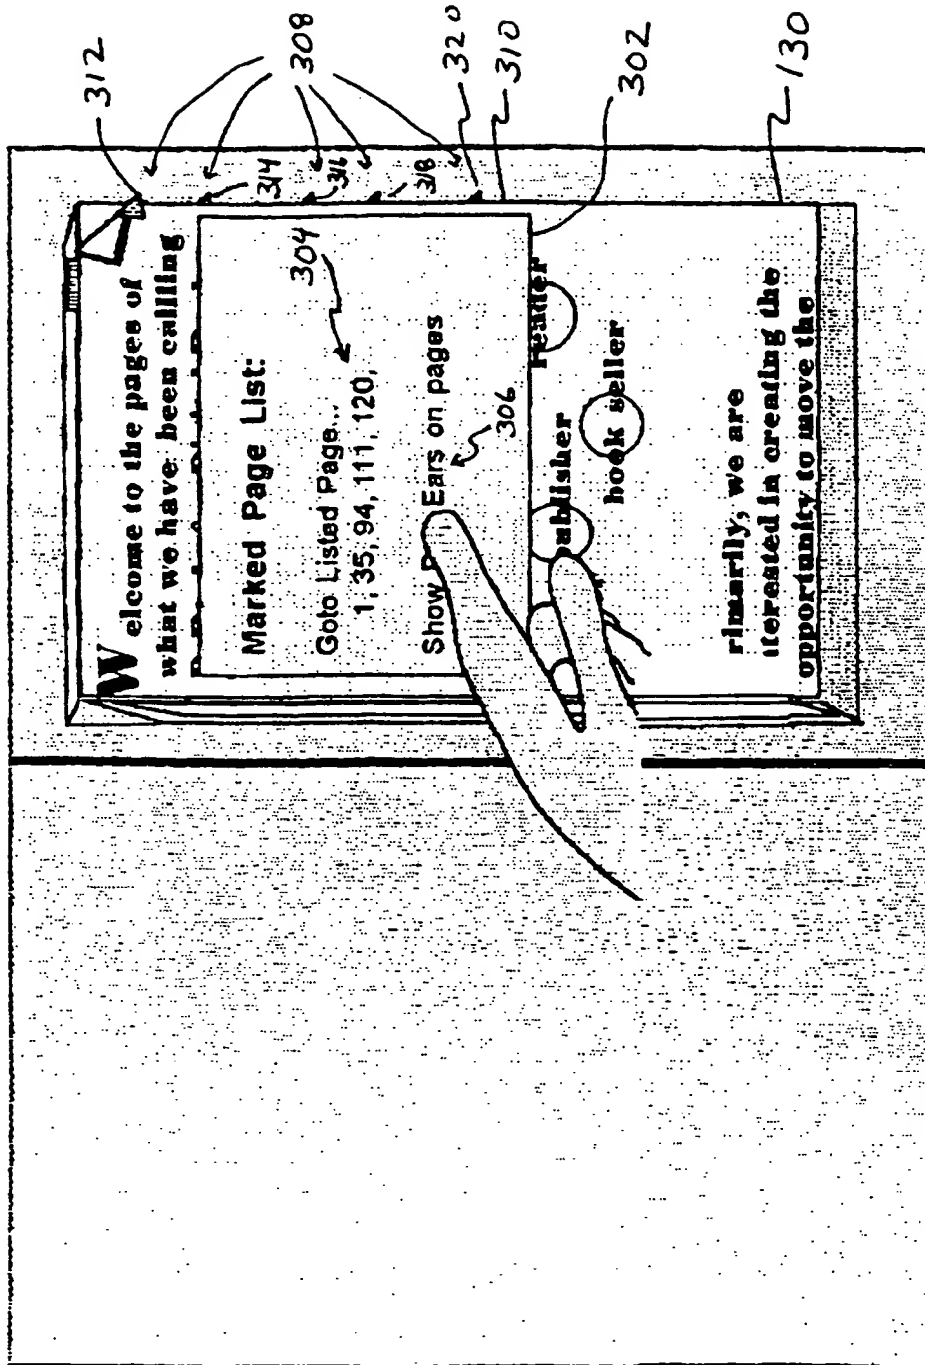 312
308
320
310
302
130
314
316
318
Welcome to the pages of
what we have been callling
Marked Page List:
304
Goto Listed Page...
1, 35, 94, 111, 120,
Show Ears on pages
306
reader
book seller
rimarily, we are
iterested in creating the
opportunity to move the